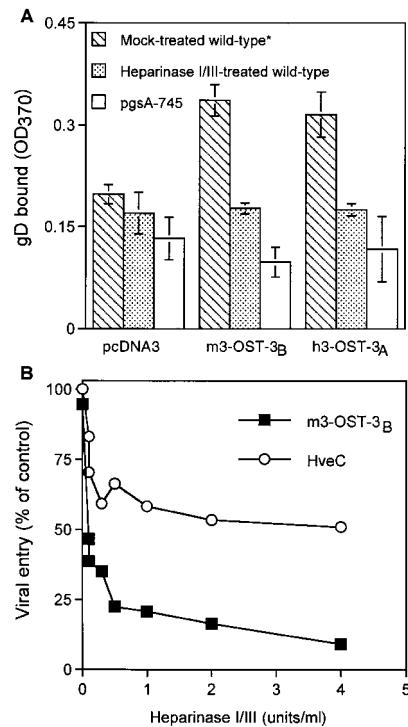 A
Mock-treated wild-type*
Heparinase I/III-treated wild-type
pgsA-745
gD bound (OD370)
0.45
0.3
0.15
0
pcDNA3
m3-OST-3B
h3-OST-3A
B
m3-OST-3B
HveC
Viral entry (% of control)
100
75
50
25
0
0
1
2
3
4
5
Heparinase I/III (units/ml)